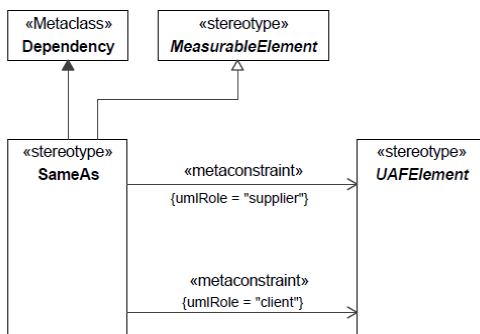 «Metaclass»
Dependency
«stereotype»
MeasurableElement
«stereotype»
SameAs
«metaconstraint»
{umlRole = "supplier"}
«stereotype»
UAFElement
«metaconstraint»
{umlRole = "client"}